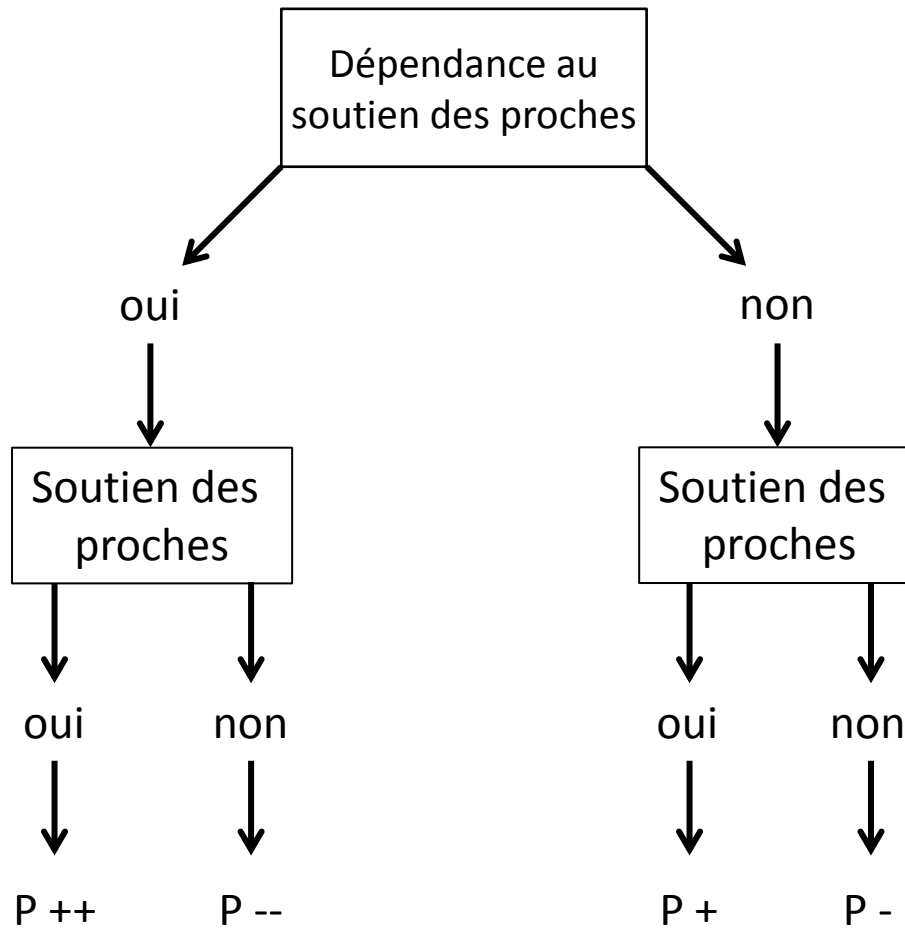 Dépendance au
soutien des proches
oui
non
Soutien des
proches
Soutien des
proches
oui
non
oui
non
P ++
P --
P +
P -